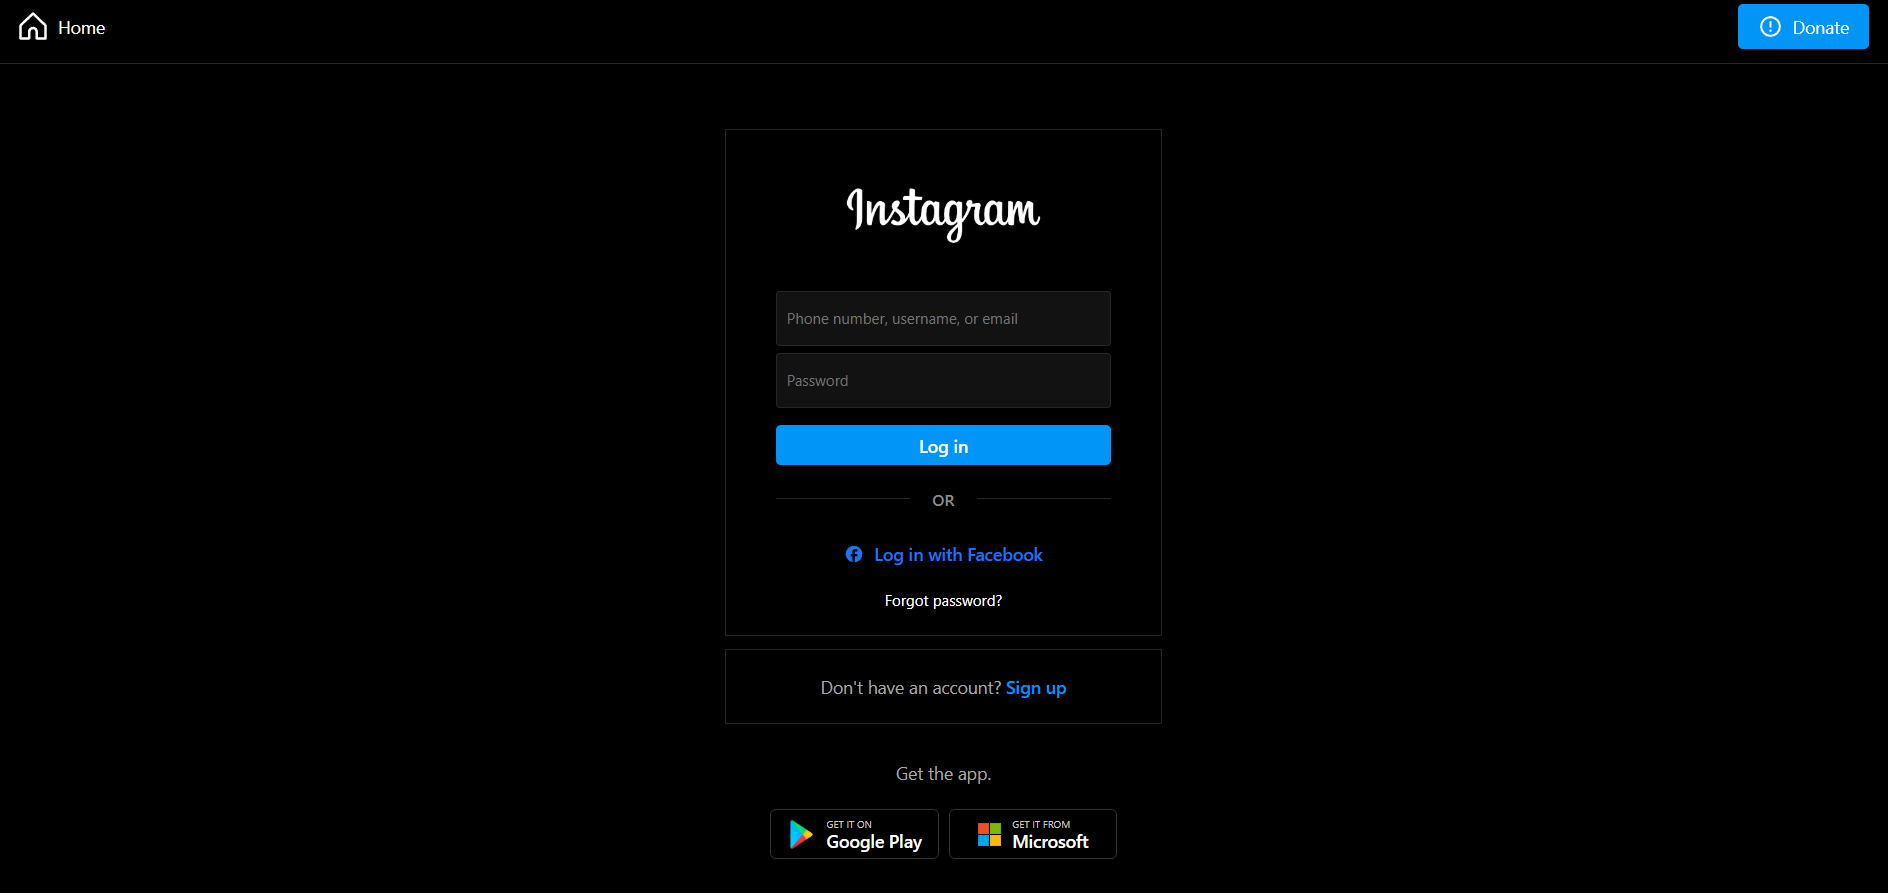 Home
Donate
Instagram
Phone number, username, or email
Password
Log in
OR
Log in with Facebook
Forgot password?
Don't have an account? Sign up
Get the app.
GET IT ON
Google Play
GET IT FROM
Microsoft